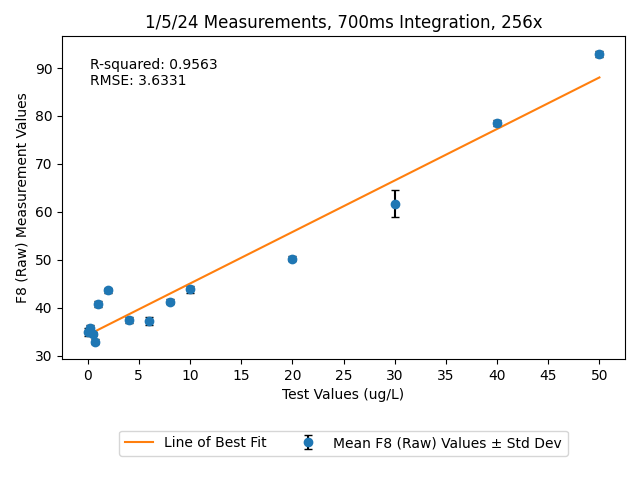 1/5/24 Measurements, 700ms Integration, 256x
R-squared: 0.9563
RMSE: 3.6331
F8 (Raw) Measurement Values
90
80
70
60
50
40
30
0 5 10 15 20 25 30 35 40 45 50
Test Values (ug/L)
Line of Best Fit
Mean F8 (Raw) Values ± Std Dev